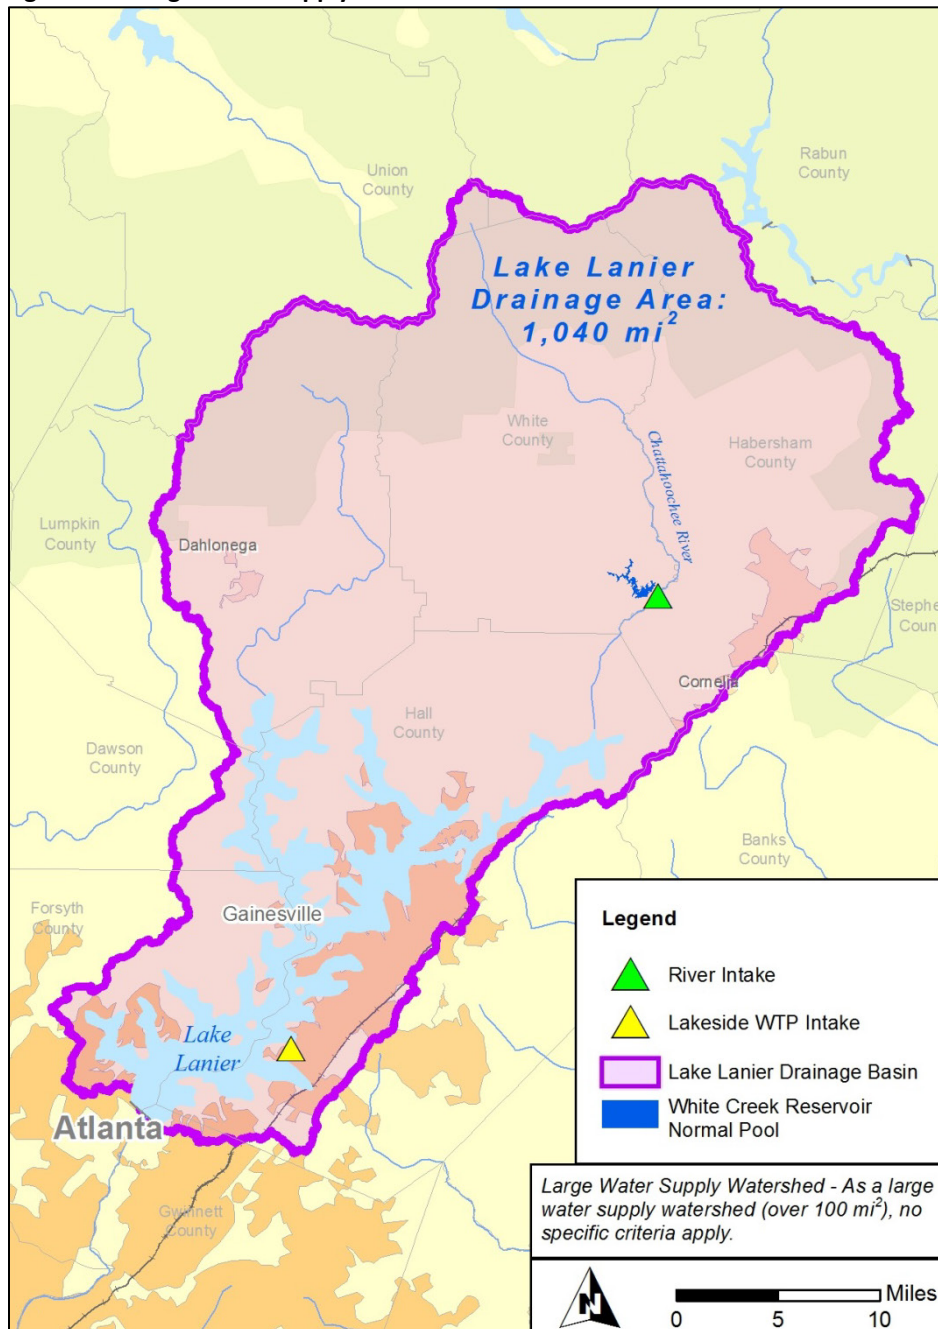 Union
County
Rabun
County
Lake Lanier
Drainage Area:
1,040 mi²
White
County
Habersham
County
Chattahoochee River
Lumpkin
County
Dahlonega
Cornelia
Hall
County
Dawson
County
Banks
County
Forsyth
County
Gainesville
Lake
Lanier
Atlanta
Gwinnett
County
Legend
River Intake
Lakeside WTP Intake
Lake Lanier Drainage Basin
White Creek Reservoir
Normal Pool
Large Water Supply Watershed - As a large
water supply watershed (over 100 mi²), no
specific criteria apply.
N
Miles
0 5 10